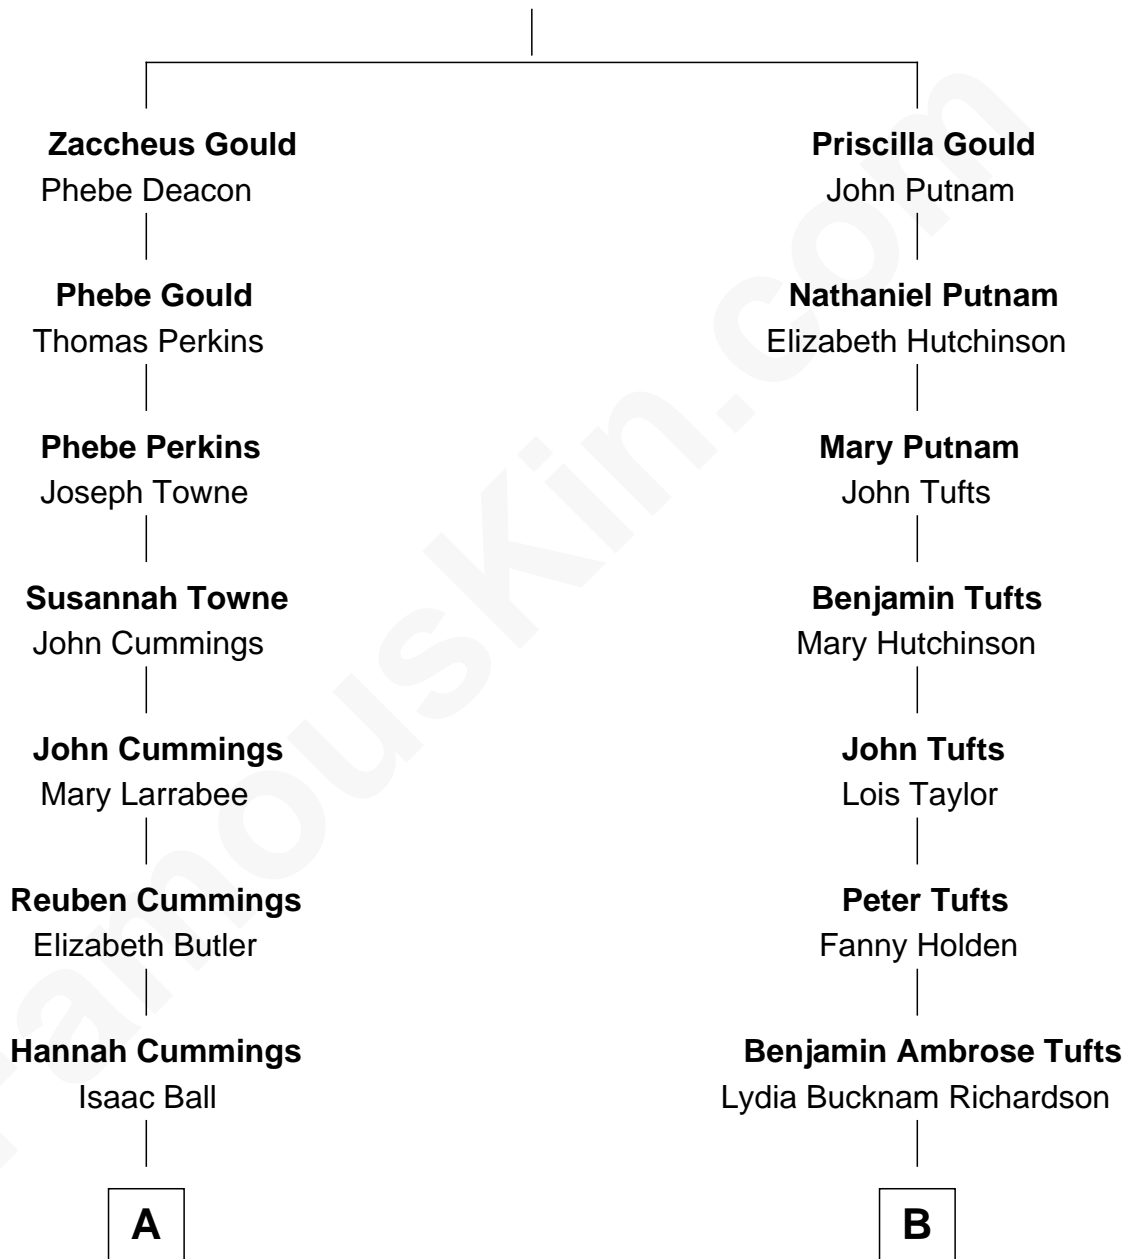 Zaccheus Gould
Phebe Deacon
Phebe Gould
Thomas Perkins
Phebe Perkins
Joseph Towne
Susannah Towne
John Cummings
John Cummings
Mary Larrabee
Reuben Cummings
Elizabeth Butler
Hannah Cummings
Isaac Ball
A
Priscilla Gould
John Putnam
Nathaniel Putnam
Elizabeth Hutchinson
Mary Putnam
John Tufts
Benjamin Tufts
Mary Hutchinson
John Tufts
Lois Taylor
Peter Tufts
Fanny Holden
Benjamin Ambrose Tufts
Lydia Bucknam Richardson
B
FamousKin.com